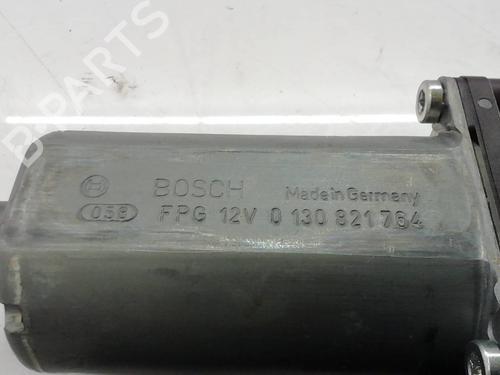 BOSCH Made in Germany
058 FPG 12V 0 130 821 764
B-PARTS